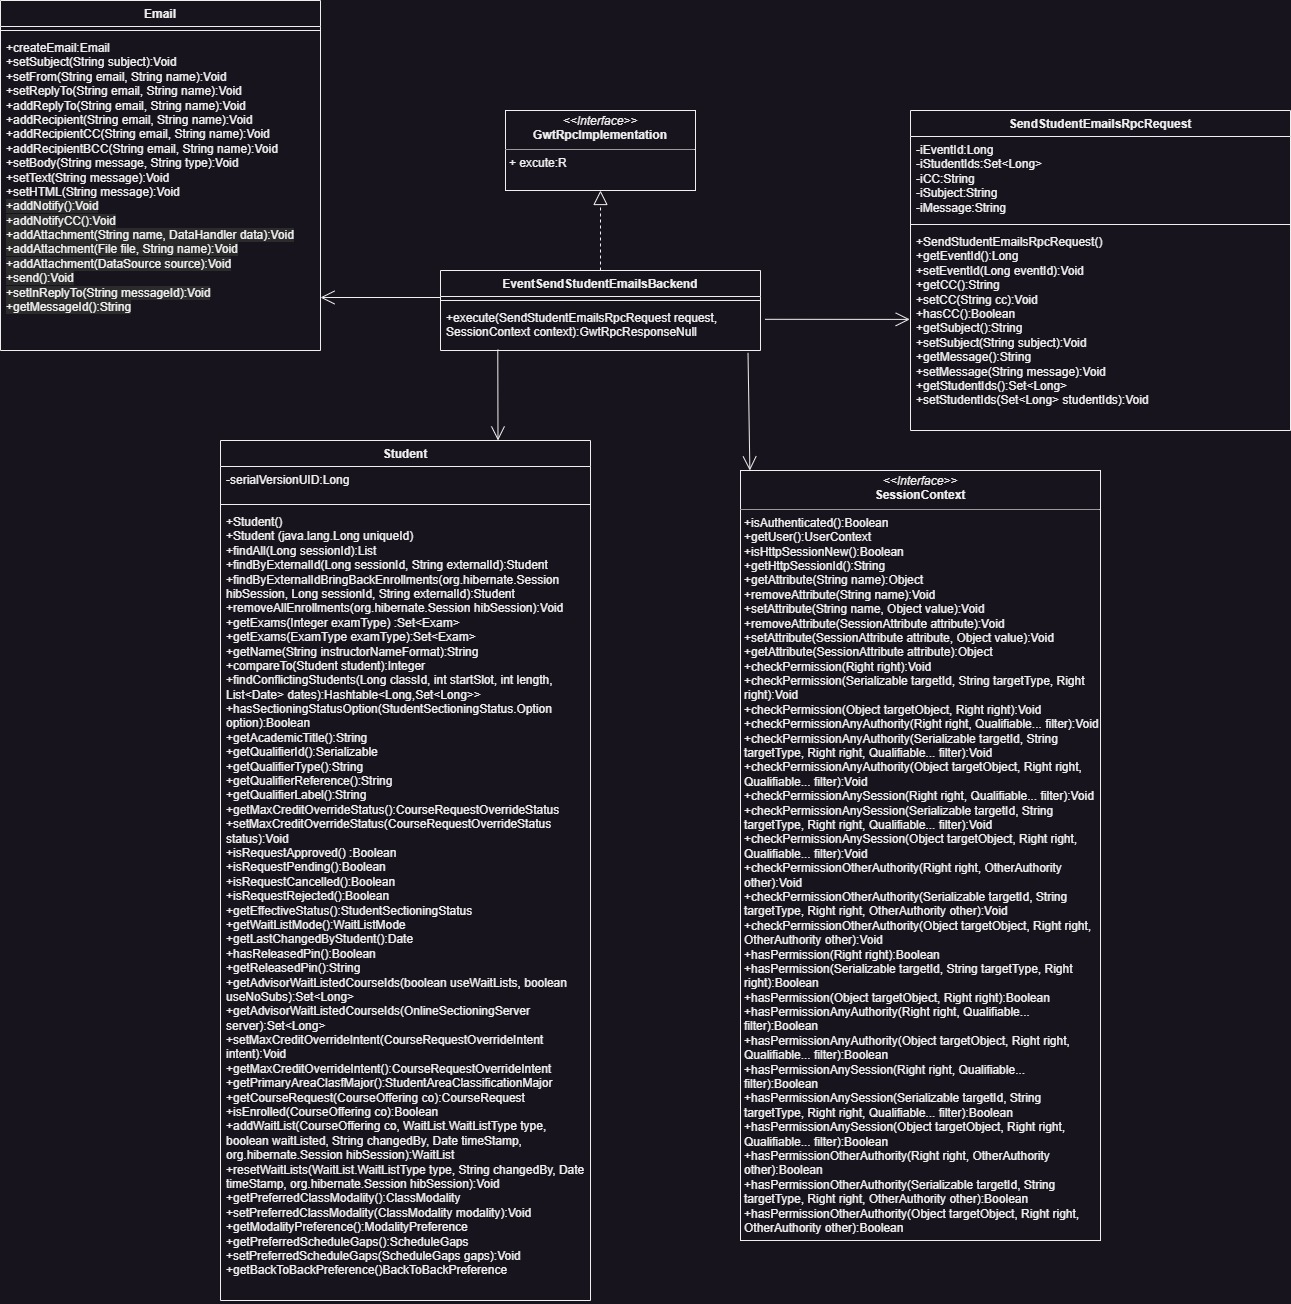 Email
+createEmail:Email
+setSubject(String subject):Void
+setFrom(String email, String name):Void
+setReplyTo(String email, String name):Void
+addReplyTo(String email, String name):Void
+addRecipient(String email, String name):Void
+addRecipientCC(String email, String name):Void
+addRecipientBCC(String email, String name):Void
+setBody(String message, String type):Void
+setText(String message):Void
+setHTML(String message):Void
+addNotify():Void
+addNotifyCC():Void
+addAttachment(String name, DataHandler data):Void
+addAttachment(File file, String name):Void
+addAttachment(DataSource source):Void
+send():Void
+setInReplyTo(String messageId):Void
+getMessageId():String
<<Interface>>
GwtRpcImplementation
+ excute:R
SendStudentEmailsRpcRequest
-iEventId:Long
-iStudentIds:Set<Long>
-iCC:String
-iSubject:String
-iMessage:String
+SendStudentEmailsRpcRequest()
+getEventId():Long
+setEventId(Long eventId):Void
+getCC():String
+setCC(String cc):Void
+hasCC():Boolean
+getSubject():String
+setSubject(String subject):Void
+getMessage():String
+setMessage(String message):Void
+getStudentIds():Set<Long>
+setStudentIds(Set<Long> studentIds):Void
EventSendStudentEmailsBackend
+execute(SendStudentEmailsRpcRequest request,
SessionContext context):GwtRpcResponseNull
Student
-serialVersionUID:Long
+Student()
+Student (java.lang.Long uniqueId)
+findAll(Long sessionId):List
+findByExternalId(Long sessionId, String externalId):Student
+findByExternalIdBringBackEnrollments(org.hibernate.Session
hibSession, Long sessionId, String externalId):Student
+removeAllEnrollments(org.hibernate.Session hibSession):Void
+getExams(Integer examType) :Set<Exam>
+getExams(ExamType examType):Set<Exam>
+getName(String instructorNameFormat):String
+compareTo(Student student):Integer
+findConflictingStudents(Long classId, int startSlot, int length,
List<Date> dates):Hashtable<Long,Set<Long>>
+hasSectioningStatusOption(StudentSectioningStatus.Option
option):Boolean
+getAcademicTitle():String
+getQualifierId():Serializable
+getQualifierType():String
+getQualifierReference():String
+getQualifierLabel():String
+getMaxCreditOverrideStatus():CourseRequestOverrideStatus
+setMaxCreditOverrideStatus(CourseRequestOverrideStatus
status):Void
+isRequestApproved() :Boolean
+isRequestPending():Boolean
+isRequestCancelled():Boolean
+isRequestRejected():Boolean
+getEffectiveStatus():StudentSectioningStatus
+getWaitListMode():WaitListMode
+getLastChangedByStudent():Date
+hasReleasedPin():Boolean
+getReleasedPin():String
+getAdvisorWaitListedCourseIds(boolean useWaitLists, boolean
useNoSubs):Set<Long>
+getAdvisorWaitListedCourseIds(OnlineSectioningServer
server):Set<Long>
+setMaxCreditOverrideIntent(CourseRequestOverrideIntent
intent):Void
+getMaxCreditOverrideIntent():CourseRequestOverrideIntent
+getPrimaryAreaClasfMajor():StudentAreaClassificationMajor
+getCourseRequest(CourseOffering co):CourseRequest
+isEnrolled(CourseOffering co):Boolean
+addWaitList(CourseOffering co, WaitList.WaitListType type,
boolean waitListed, String changedBy, Date timeStamp,
org.hibernate.Session hibSession):WaitList
+resetWaitLists(WaitList.WaitListType type, String changedBy, Date
timeStamp, org.hibernate.Session hibSession):Void
+getPreferredClassModality():ClassModality
+setPreferredClassModality(ClassModality modality):Void
+getModalityPreference():ModalityPreference
+getPreferredScheduleGaps():ScheduleGaps
+setPreferredScheduleGaps(ScheduleGaps gaps):Void
+getBackToBackPreference()BackToBackPreference
<<Interface>>
SessionContext
+isAuthenticated():Boolean
+getUser():UserContext
+isHttpSessionNew():Boolean
+getHttpSessionId():String
+getAttribute(String name):Object
+removeAttribute(String name):Void
+setAttribute(String name, Object value):Void
+removeAttribute(SessionAttribute attribute):Void
+setAttribute(SessionAttribute attribute, Object value):Void
+getAttribute(SessionAttribute attribute):Object
+checkPermission(Right right):Void
+checkPermission(Serializable targetId, String targetType, Right
right):Void
+checkPermission(Object targetObject, Right right):Void
+checkPermissionAnyAuthority(Right right, Qualifiable... filter):Void
+checkPermissionAnyAuthority(Serializable targetId, String
targetType, Right right, Qualifiable... filter):Void
+checkPermissionAnyAuthority(Object targetObject, Right right,
Qualifiable... filter):Void
+checkPermissionAnySession(Right right, Qualifiable... filter):Void
+checkPermissionAnySession(Serializable targetId, String
targetType, Right right, Qualifiable... filter):Void
+checkPermissionAnySession(Object targetObject, Right right,
Qualifiable... filter):Void
+checkPermissionOtherAuthority(Right right, OtherAuthority
other):Void
+checkPermissionOtherAuthority(Serializable targetId, String
targetType, Right right, OtherAuthority other):Void
+checkPermissionOtherAuthority(Object targetObject, Right right,
OtherAuthority other):Void
+hasPermission(Right right):Boolean
+hasPermission(Serializable targetId, String targetType, Right
right):Boolean
+hasPermission(Object targetObject, Right right):Boolean
+hasPermissionAnyAuthority(Right right, Qualifiable...
filter):Boolean
+hasPermissionAnyAuthority(Object targetObject, Right right,
Qualifiable... filter):Boolean
+hasPermissionAnySession(Right right, Qualifiable...
filter):Boolean
+hasPermissionAnySession(Serializable targetId, String
targetType, Right right, Qualifiable... filter):Boolean
+hasPermissionAnySession(Object targetObject, Right right,
Qualifiable... filter):Boolean
+hasPermissionOtherAuthority(Right right, OtherAuthority
other):Boolean
+hasPermissionOtherAuthority(Serializable targetId, String
targetType, Right right, OtherAuthority other):Boolean
+hasPermissionOtherAuthority(Object targetObject, Right right,
OtherAuthority other):Boolean